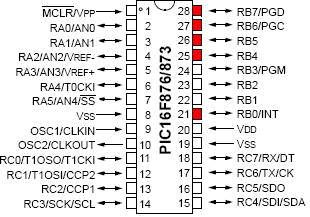 MCLR/VPP 1 28 RB7/PGD
RA0/AN0 2 27 RB6/PGC
RA1/AN1 3 26 RB5
RA2/AN2/VREF- 4 25 RB4
RA3/AN3/VREF+ 5 24 RB3/PGM
RA4/T0CKI 6 23 RB2
RA5/AN4/SS 7 22 RB1
VSS 8 21 RB0/INT
OSC1/CLKIN 9 20 VDD
OSC2/CLKOUT 10 19 VSS
RC0/T1OSO/T1CKI 11 18 RC7/RX/DT
RC1/T1OSI/CCP2 12 17 RC6/TX/CK
RC2/CCP1 13 16 RC5/SDO
RC3/SCK/SCL 14 15 RC4/SDI/SDA
PIC16F876/873